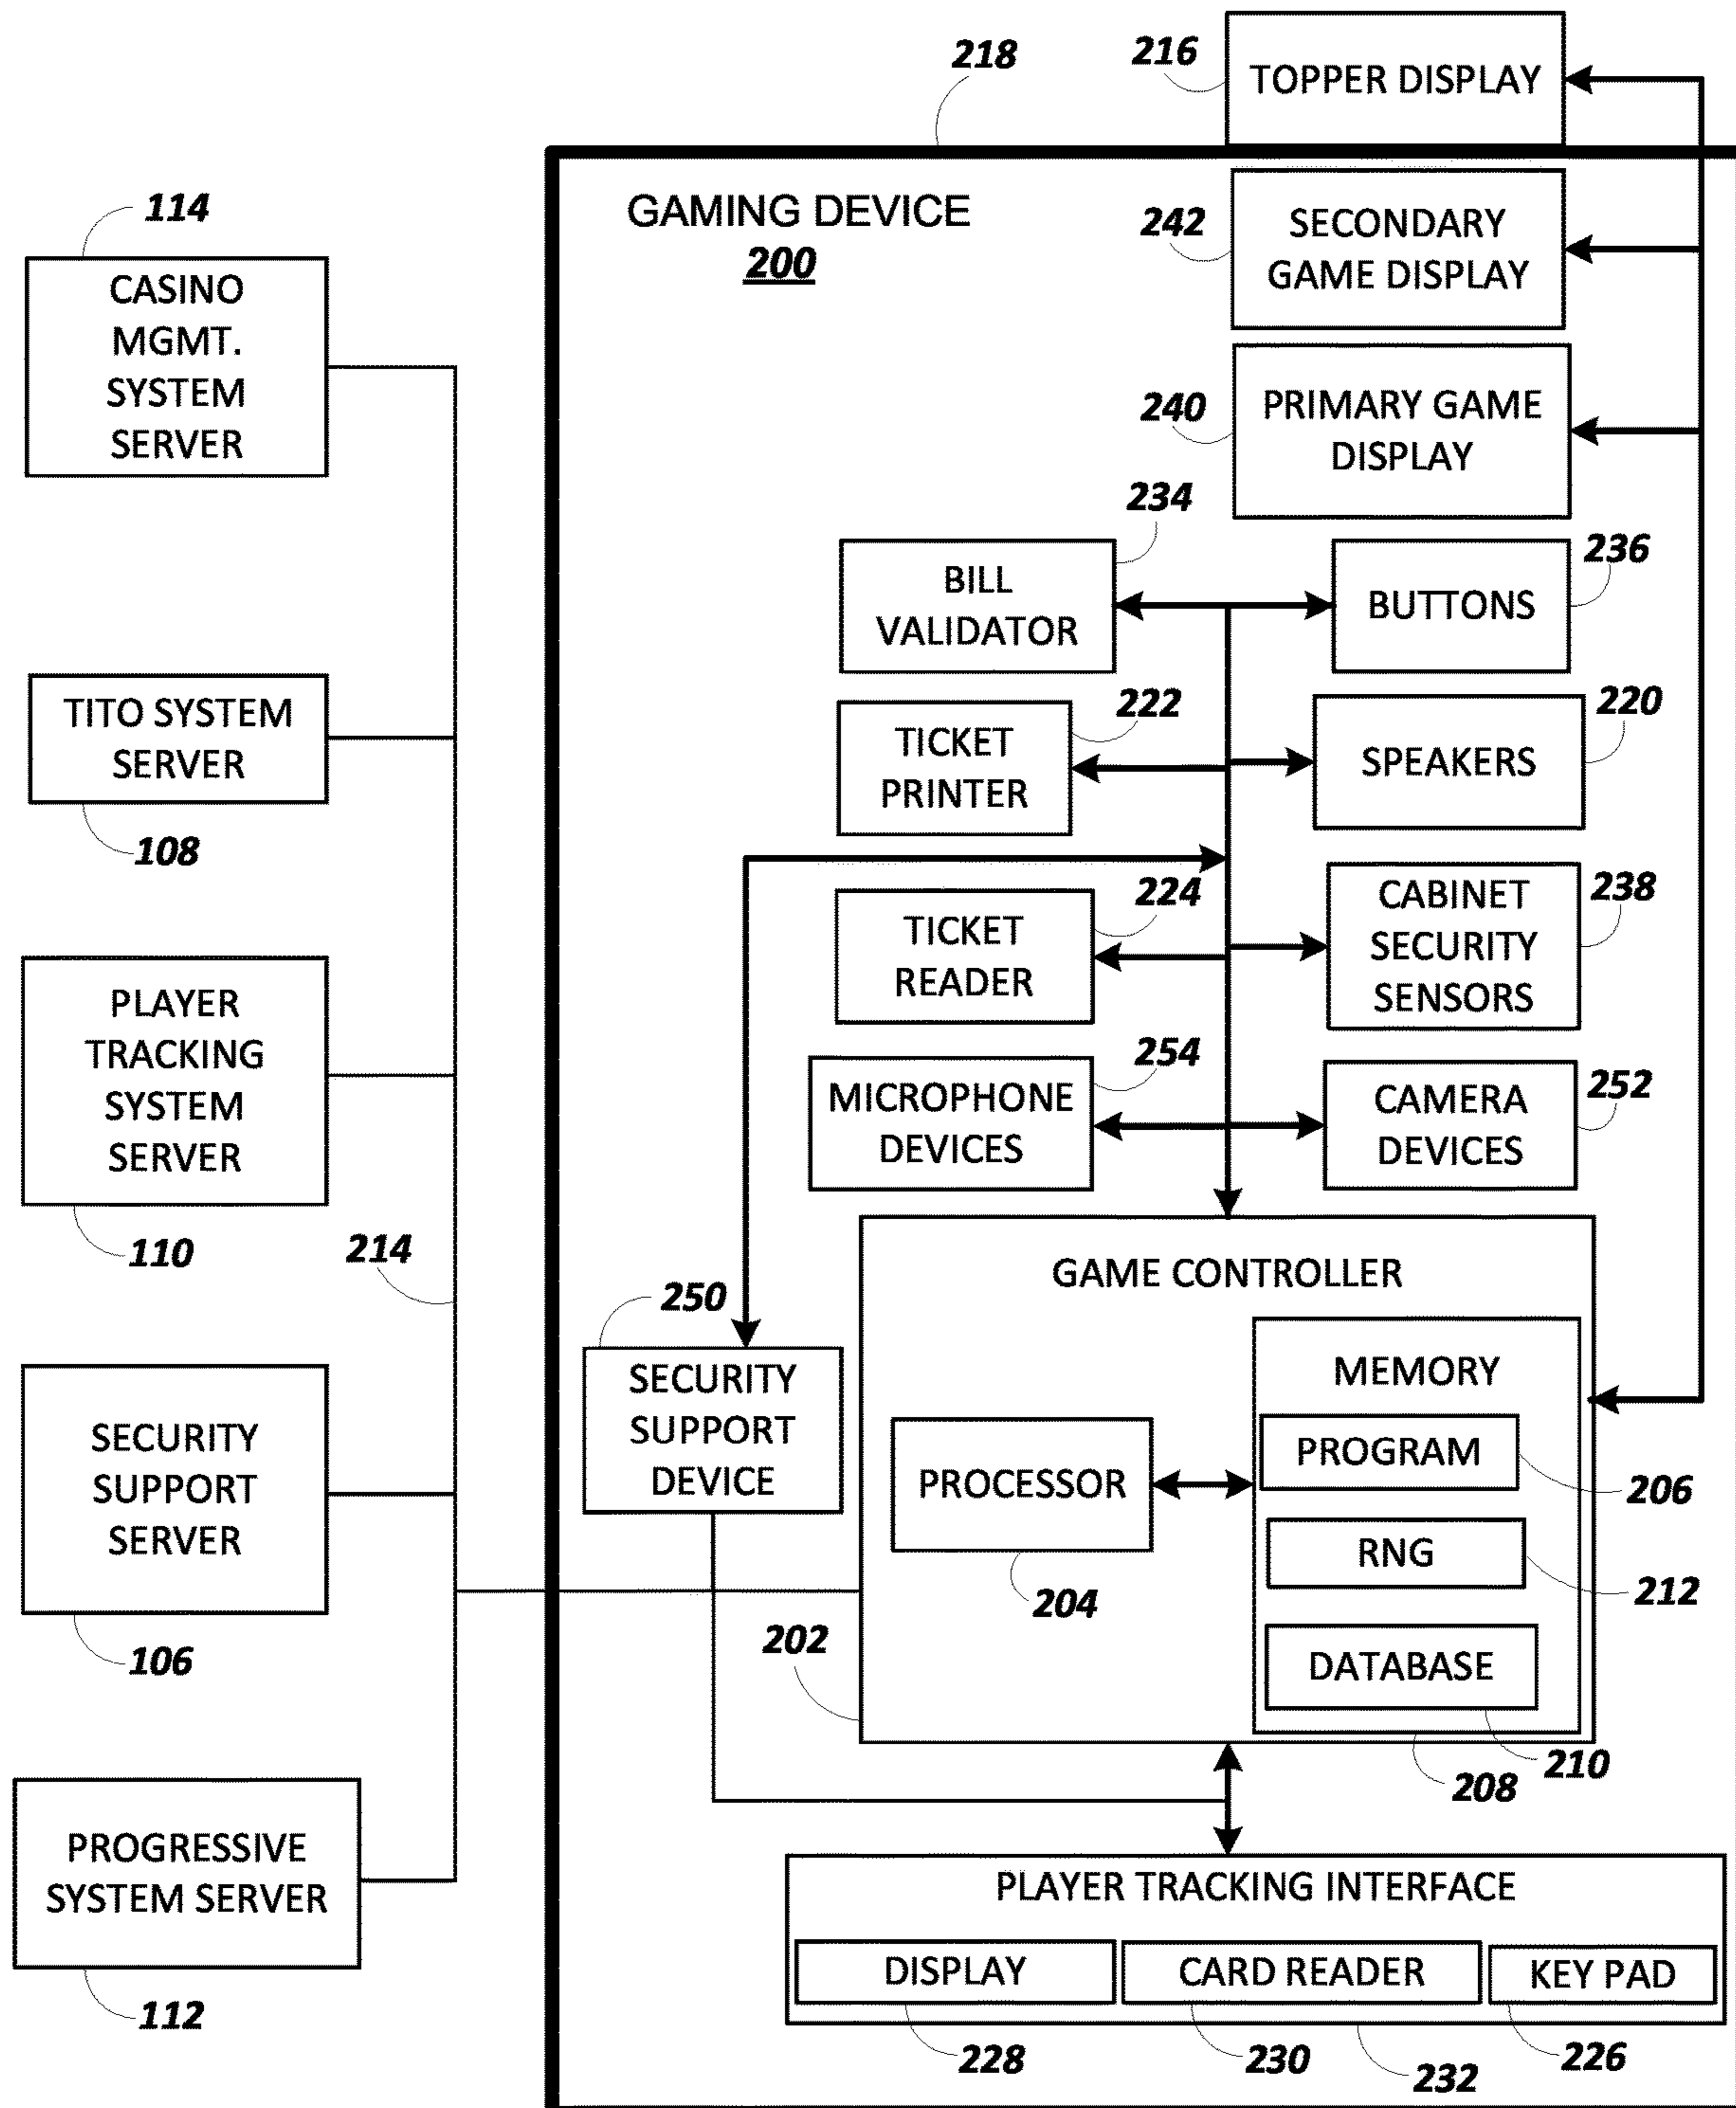 218
216
TOPPER DISPLAY
114
GAMING DEVICE
200
242
SECONDARY
GAME DISPLAY
CASINO
MGMT.
SYSTEM
SERVER
240
PRIMARY GAME
DISPLAY
234
BILL
VALIDATOR
236
BUTTONS
TITO SYSTEM
SERVER
108
222
TICKET
PRINTER
220
SPEAKERS
224
TICKET
READER
238
CABINET
SECURITY
SENSORS
PLAYER
TRACKING
SYSTEM
SERVER
110
254
MICROPHONE
DEVICES
252
CAMERA
DEVICES
214
250
SECURITY
SUPPORT
DEVICE
GAME CONTROLLER
MEMORY
PROGRAM
206
PROCESSOR
204
RNG
212
DATABASE
210
208
202
SECURITY
SUPPORT
SERVER
106
PROGRESSIVE
SYSTEM SERVER
112
PLAYER TRACKING INTERFACE
DISPLAY
CARD READER
KEY PAD
228
230
232
226